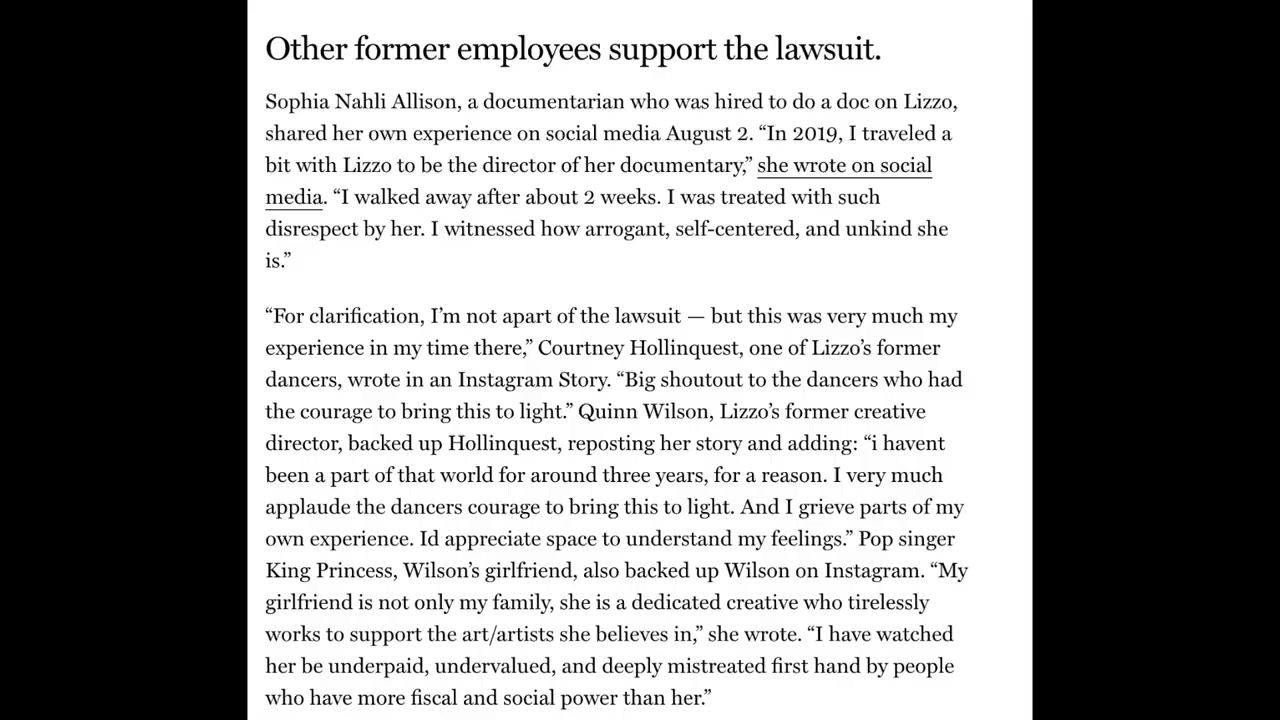 Other former employees support the lawsuit.
Sophia Nahli Allison, a documentarian who was hired to do a doc on Lizzo,
shared her own experience on social media August 2. “In 2019, I traveled a
bit with Lizzo to be the director of her documentary,” she wrote on social
media. “I walked away after about 2 weeks. I was treated with such
disrespect by her. I witnessed how arrogant, self-centered, and unkind she
is.”
“For clarification, I’m not apart of the lawsuit — but this was very much my
experience in my time there,” Courtney Hollinquest, one of Lizzo’s former
dancers, wrote in an Instagram Story. “Big shoutout to the dancers who had
the courage to bring this to light.” Quinn Wilson, Lizzo’s former creative
director, backed up Hollinquest, reposting her story and adding: “i havent
been a part of that world for around three years, for a reason. I very much
applaude the dancers courage to bring this to light. And I grieve parts of my
own experience. Id appreciate space to understand my feelings.” Pop singer
King Princess, Wilson’s girlfriend, also backed up Wilson on Instagram. “My
girlfriend is not only my family, she is a dedicated creative who tirelessly
works to support the art/artists she believes in,” she wrote. “I have watched
her be underpaid, undervalued, and deeply mistreated first hand by people
who have more fiscal and social power than her.”